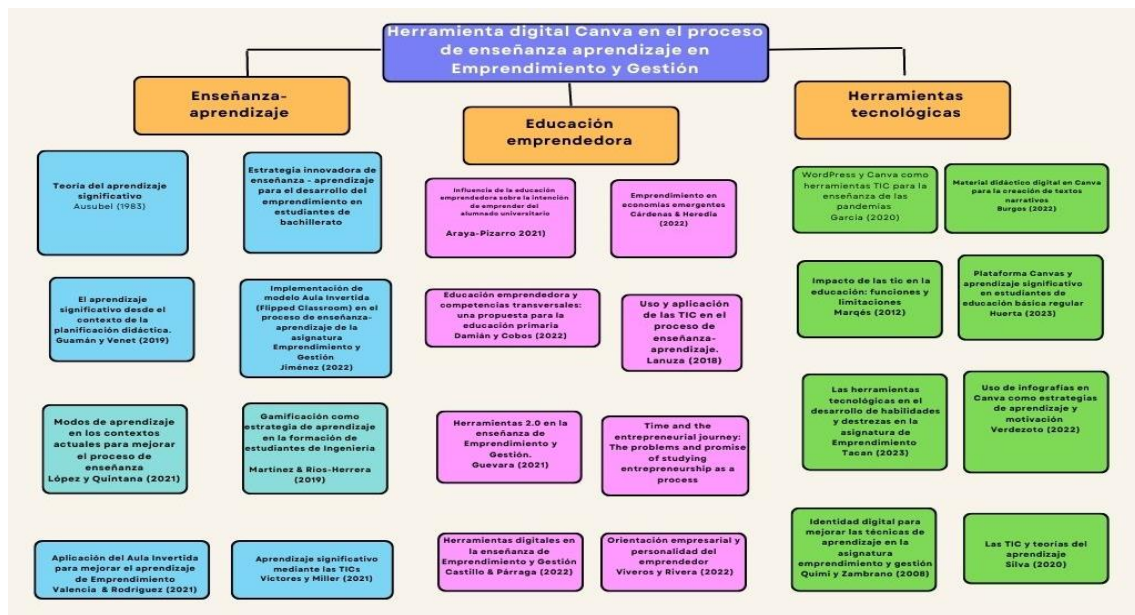 Herramienta digital Canva en el proceso
de enseñanza aprendizaje en
Emprendimiento y Gestión
Enseñanza-
aprendizaje
Teoría del aprendizaje
significativo
Ausubel (1983)
Estrategia innovadora de
enseñanza - aprendizaje
para el desarrollo del
emprendimiento en
estudiantes de
bachillerato
El aprendizaje
significativo desde el
contexto de la
planificación didáctica.
Guamán y Venet (2019)
Implementación de
modelo Aula Invertida
(Flipped Classroom) en el
proceso de enseñanza-
aprendizaje de la
asignatura
Emprendimiento y
Gestión
Jiménez (2022)
Modos de aprendizaje
en los contextos
actuales para mejorar
el proceso de
enseñanza
López y Quintana (2021)
Gamificación como
estrategia de aprendizaje
en la formación de
estudiantes de Ingeniería
Martínez & Ríos-Herrera
(2019)
Aplicación del Aula Invertida
para mejorar el aprendizaje
de Emprendimiento
Valencia & Rodríguez (2021)
Aprendizaje significativo
mediante las TICs
Victores y Miller (2021)
Educación
emprendedora
Influencia de la educación
emprendedora sobre la intención
de emprender del
alumnado universitario
Araya-Pizarro 2021)
Emprendimiento en
economías emergentes
Cárdenas & Heredia
(2022)
Educación emprendedora y
competencias transversales:
una propuesta para la
educación primaria
Damián y Cobos (2022)
Uso y aplicación
de las TIC en el
proceso de
enseñanza-
aprendizaje.
Lanuza (2018)
Herramientas 2.0 en la
enseñanza de
Emprendimiento y
Gestión.
Guevara (2021)
Time and the
entrepreneurial journey:
The problems and promise
of studying
entrepreneurship as a
process
Herramientas digitales en
la enseñanza de
Emprendimiento y Gestión
Castillo & Párraga (2022)
Orientación empresarial y
personalidad del
emprendedor
Viveros y Rivera (2022)
Herramientas
tecnológicas
WordPress y Canva como
herramientas TIC para la
enseñanza de las
pandemias
García (2020)
Material didáctico digital en Canva
para la creación de textos
narrativos
Burgos (2022)
Impacto de las tic en la
educación: funciones y
limitaciones
Marqés (2012)
Plataforma Canvas y
aprendizaje significativo
en estudiantes de
educación básica regular
Huerta (2023)
Las herramientas
tecnológicas en el
desarrollo de habilidades
y destrezas en la
asignatura de
Emprendimiento
Tacan (2023)
Uso de infografías en
Canva como estrategias
de aprendizaje y
motivación
Verdezoto (2022)
Identidad digital para
mejorar las técnicas de
aprendizaje en la
asignatura
emprendimiento y gestión
Quimi y Zambrano (2008)
Las TIC y teorías del
aprendizaje
Silva (2020)